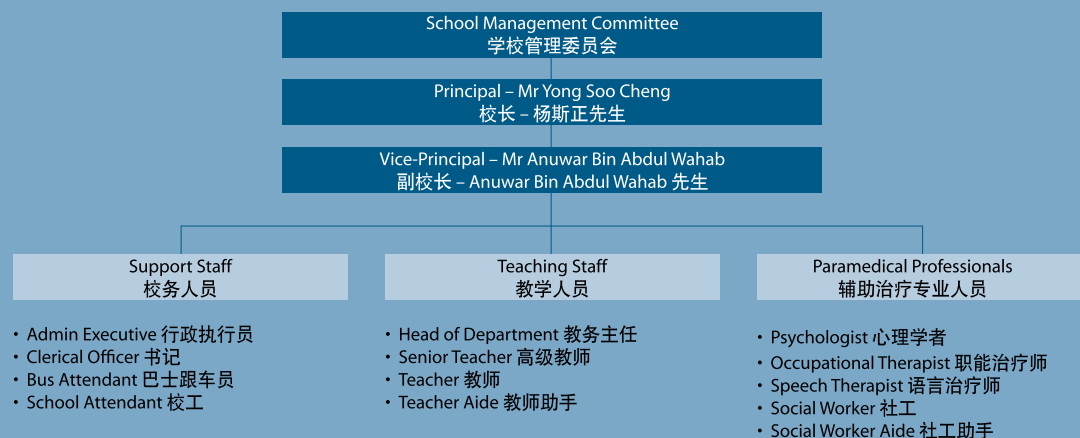 School Management Committee
学校管理委员会
Principal – Mr Yong Soo Cheng
校长 – 杨斯正先生
Vice-Principal – Mr Anuwar Bin Abdul Wahab
副校长 – Anuwar Bin Abdul Wahab 先生
Support Staff
校务人员
• Admin Executive 行政执行员
• Clerical Officer 书记
• Bus Attendant 巴士跟车员
• School Attendant 校工
Teaching Staff
教学人员
• Head of Department 教务主任
• Senior Teacher 高级教师
• Teacher 教师
• Teacher Aide 教师助手
Paramedical Professionals
辅助治疗专业人员
• Psychologist 心理学者
• Occupational Therapist 职能治疗师
• Speech Therapist 语言治疗师
• Social Worker 社工
• Social Worker Aide 社工助手